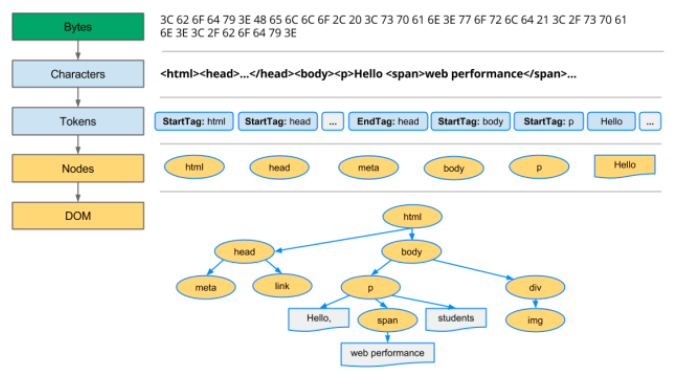 Bytes
3C 62 6F 64 79 3E 48 65 6C 6C 6F 2C 20 3C 73 70 61 6E 3E 77 6F 72 6C 64 21 3C 2F 73 70 61
6E 3E 3C 2F 62 6F 64 79 3E
Characters
<html><head>...</head><body><p>Hello <span>web performance</span>...
Tokens
StartTag: html
StartTag: head
...
EndTag: head
StartTag: body
StartTag: p
Hello
...
Nodes
html
head
meta
body
p
Hello
DOM
html
head
body
meta
link
p
div
Hello,
span
students
img
web performance